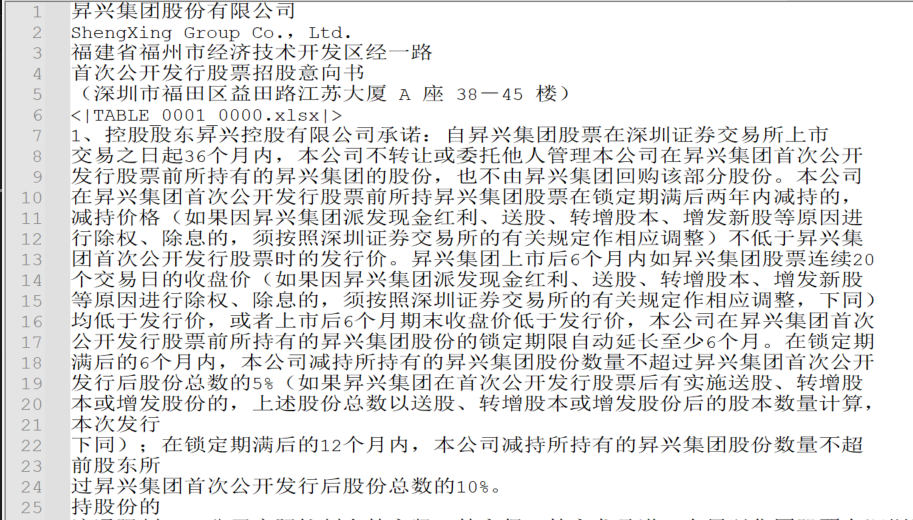 1 昇兴集团股份有限公司
2 ShengXing Group Co., Ltd.
3 福建省福州市经济技术开发区经一路
4 首次公开发行股票招股意向书
5 （深圳市福田区益田路江苏大厦 A 座 38－45 楼）
6 <|TABLE_0001_0000.xlsx|>
7 1、控股股东昇兴控股有限公司承诺：自昇兴集团股票在深圳证券交易所上市
8 交易之日起36个月内，本公司不转让或委托他人管理本公司在昇兴集团首次公开
9 发行股票前所持有的昇兴集团的股份，也不由昇兴集团回购该部分股份。本公司
10 在昇兴集团首次公开发行股票前所持昇兴集团股票在锁定期满后两年内减持的，
11 减持价格（如果因昇兴集团派发现金红利、送股、转增股本、增发新股等原因进
12 行除权、除息的，须按照深圳证券交易所的有关规定作相应调整）不低于昇兴集
13 团首次公开发行股票时的发行价。昇兴集团上市后6个月内如昇兴集团股票连续20
14 个交易日的收盘价（如果因昇兴集团派发现金红利、送股、转增股本、增发新股
15 等原因进行除权、除息的，须按照深圳证券交易所的有关规定作相应调整，下同）
16 均低于发行价，或者上市后6个月期末收盘价低于发行价，本公司在昇兴集团首次
17 公开发行股票前所持有的昇兴集团股份的锁定期限自动延长至少6个月。在锁定期
18 满后的6个月内，本公司减持所持有的昇兴集团股份数量不超过昇兴集团首次公开
19 发行后股份总数的5%（如果昇兴集团在首次公开发行股票后有实施送股、转增股
20 本或增发股份的，上述股份总数以送股、转增股本或增发股份后的股本数量计算，
21 本次发行
22 下同）；在锁定期满后的12个月内，本公司减持所持有的昇兴集团股份数量不超
23 前股东所
24 过昇兴集团首次公开发行后股份总数的10%。
25 持股份的